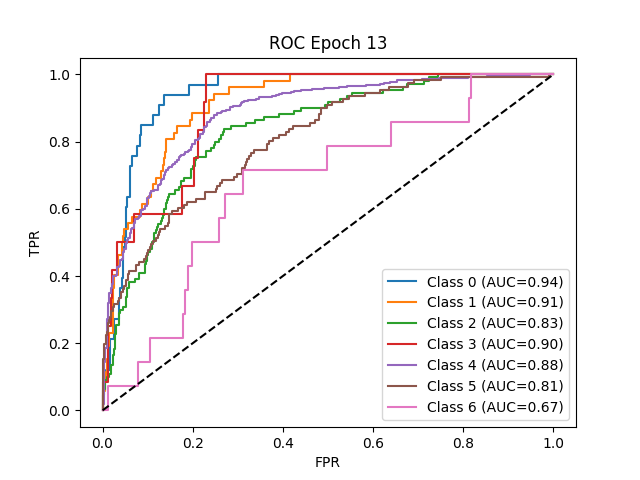 ROC Epoch 13
1.0
0.8
0.6
0.4
0.2
0.0
TPR
Class 0 (AUC=0.94)
Class 1 (AUC=0.91)
Class 2 (AUC=0.83)
Class 3 (AUC=0.90)
Class 4 (AUC=0.88)
Class 5 (AUC=0.81)
Class 6 (AUC=0.67)
0.0 0.2 0.4 0.6 0.8 1.0
FPR